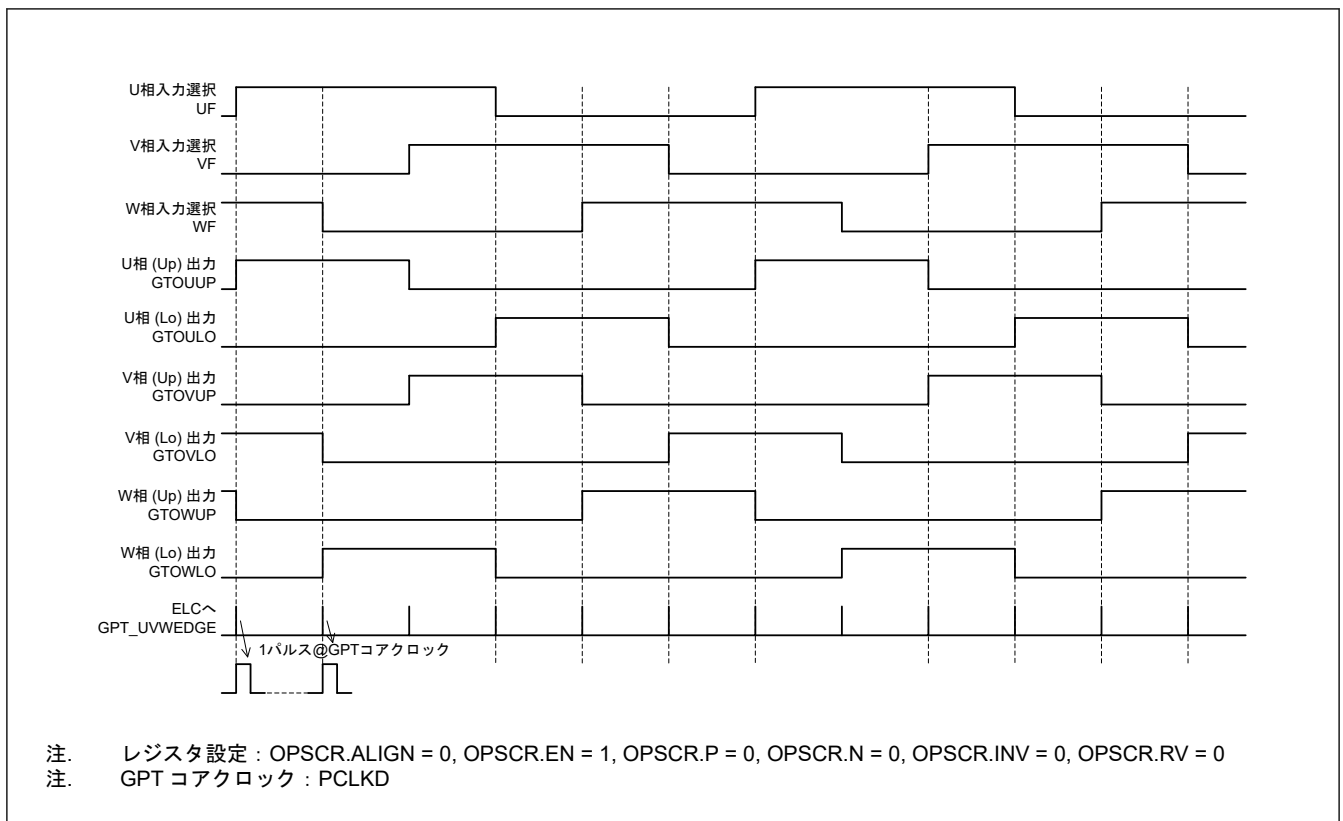 U相入力選択
UF
V相入力選択
VF
W相入力選択
WF
U相 (Up) 出力
GTOUUP
U相 (Lo) 出力
GTOULO
V相 (Up) 出力
GTOVUP
V相 (Lo) 出力
GTOVLO
W相 (Up) 出力
GTOWUP
W相 (Lo) 出力
GTOWLO
ELCへ
GPT_UVWEDGE
1パルス@GPTコアクロック
注. レジスタ設定：OPSCR.ALIGN = 0, OPSCR.EN = 1, OPSCR.P = 0, OPSCR.N = 0, OPSCR.INV = 0, OPSCR.RV = 0
注. GPT コアクロック：PCLKD